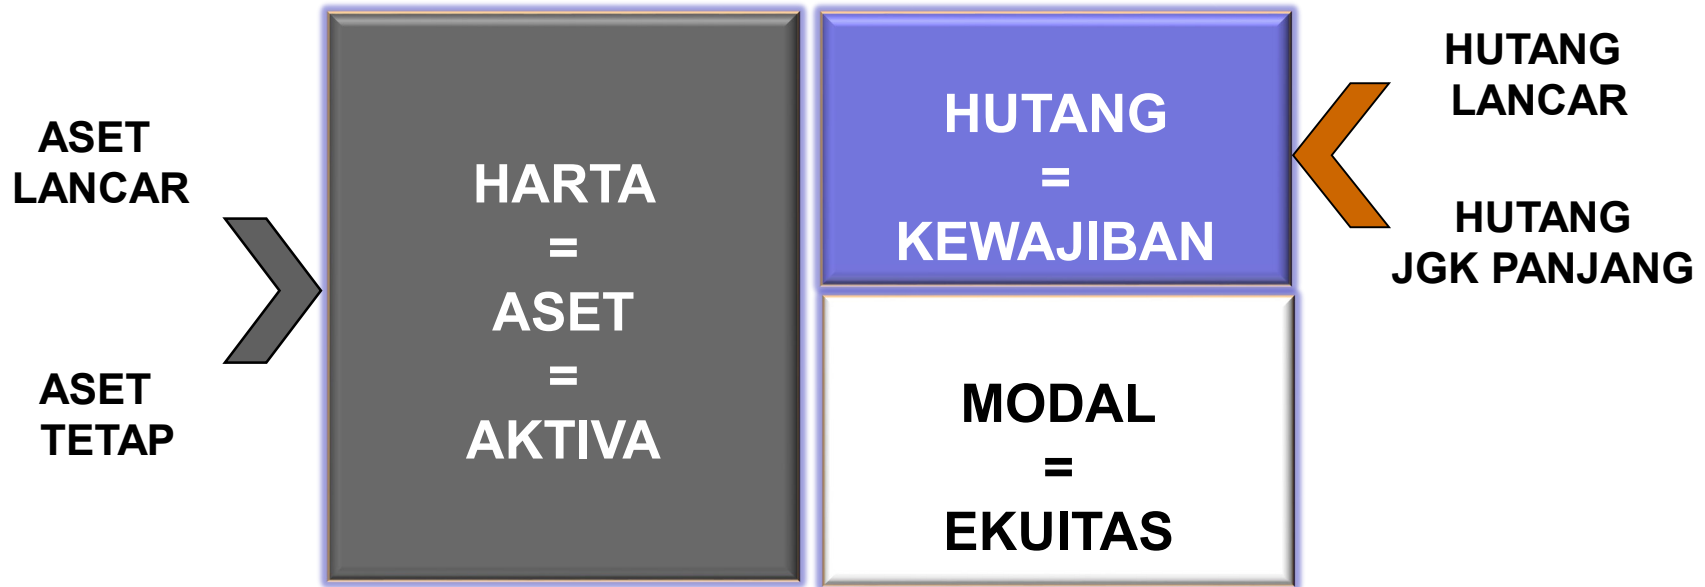 ASET
LANCAR
ASET
TETAP
HARTA
=
ASET
=
AKTIVA
HUTANG
=
KEWAJIBAN
MODAL
=
EKUITAS
HUTANG
LANCAR
HUTANG
JGK PANJANG